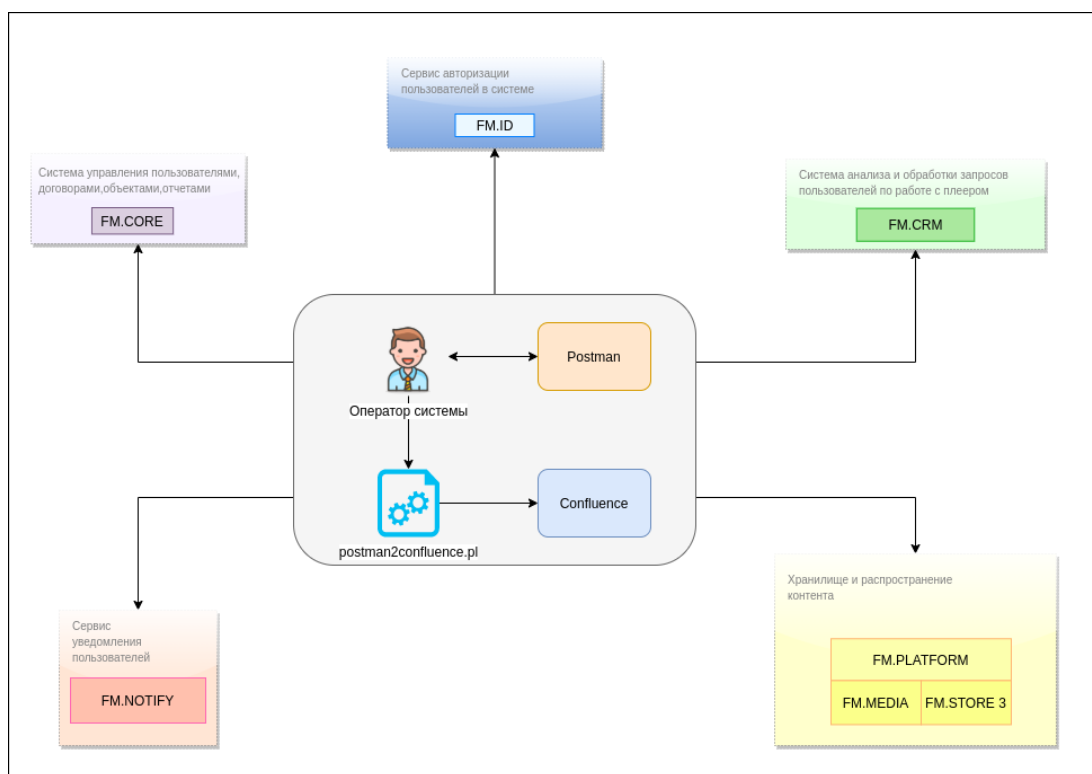 Сервис авторизации
пользователей в системе
FM.ID
Система управления пользователями,
договорами,объектами,отчетами
FM.CORE
Система анализа и обработки запросов
пользователей по работе с плеером
FM.CRM
Postman
Оператор системы
Confluence
postman2confluence.pl
Сервис
уведомления
пользователей
FM.NOTIFY
Хранилище и распространение
контента
FM.PLATFORM
FM.MEDIA
FM.STORE 3